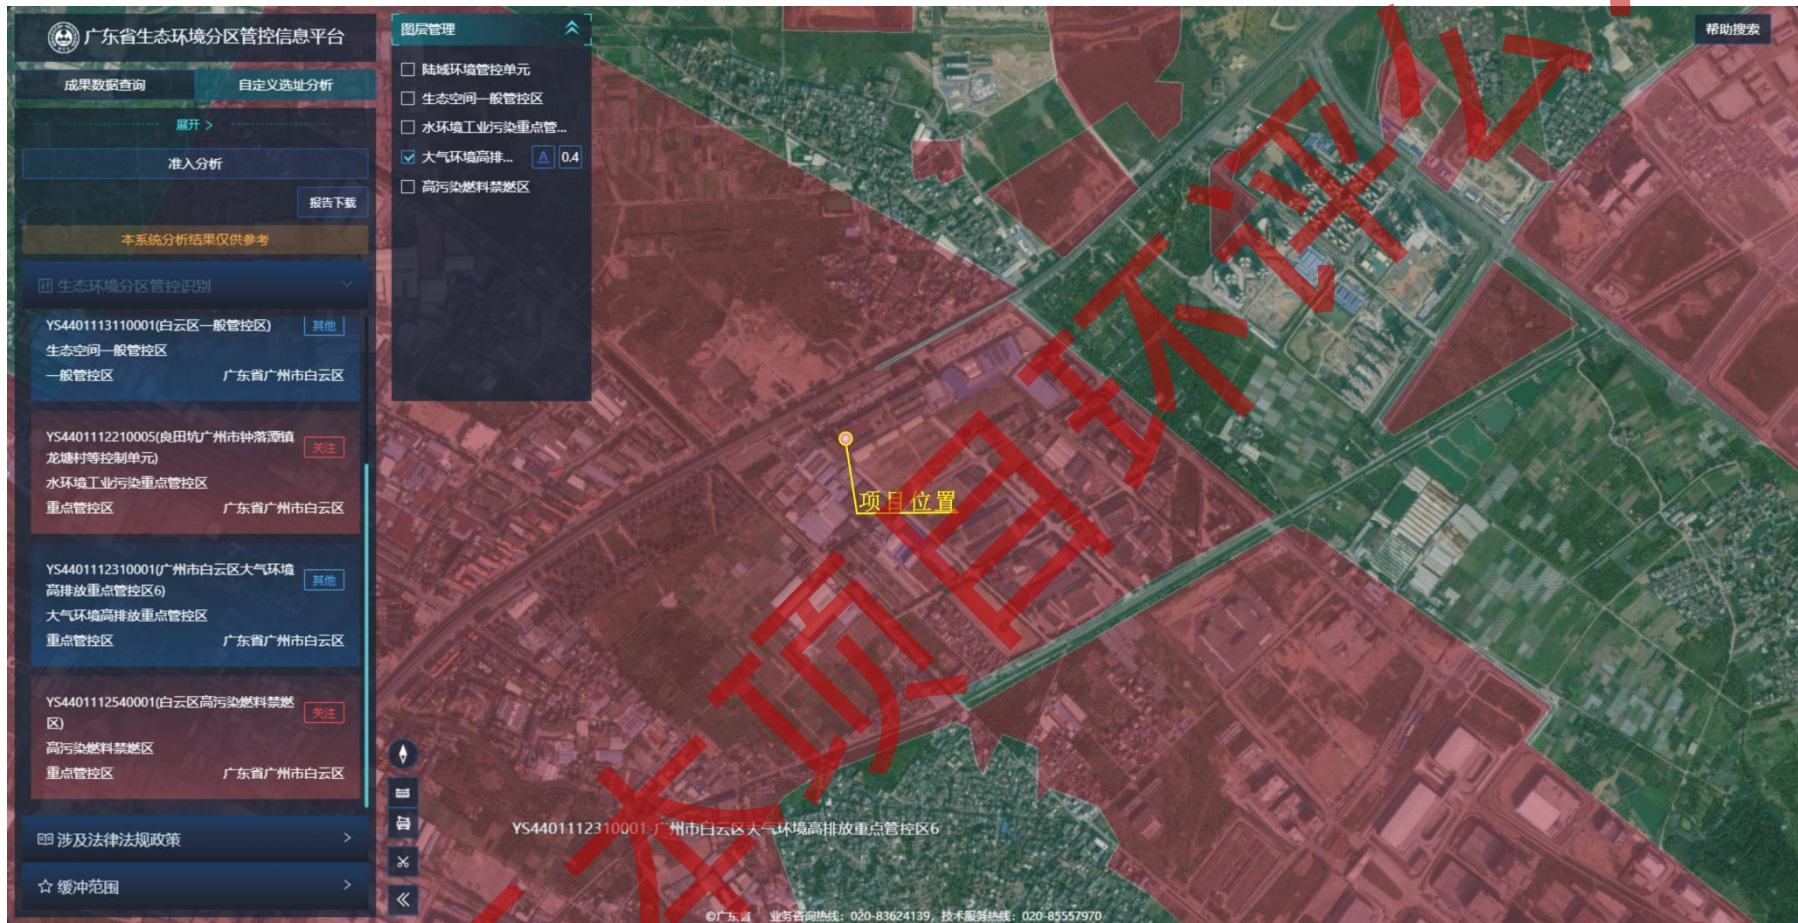 广东省生态环境分区管控信息平台
成果数据查询
自定义选址分析
展开 >
准入分析
报告下载
本系统分析结果仅供参考
生态环境分区管控识别
YS4401113110001(白云区一般管控区)
其他
生态空间一般管控区
一般管控区
广东省广州市白云区
YS4401112210005(良田坑广州市钟落潭镇
龙塘村等控制单元)
关注
水环境工业污染重点管控区
重点管控区
广东省广州市白云区
YS4401112310001(广州市白云区大气环境
高排放重点管控区6)
其他
大气环境高排放重点管控区
重点管控区
广东省广州市白云区
YS4401112540001(白云区高污染燃料禁燃
区)
关注
高污染燃料禁燃区
重点管控区
广东省广州市白云区
涉及法律法规政策
缓冲范围
图层管理
陆域环境管控单元
生态空间一般管控区
水环境工业污染重点管...
大气环境高排...
A
0.4
高污染燃料禁燃区
帮助搜索
项目位置
YS4401112310001-广州市白云区大气环境高排放重点管控区6
本项目环评公
©广东省 业务咨询热线：020-83624139，技术服务热线：020-85557970